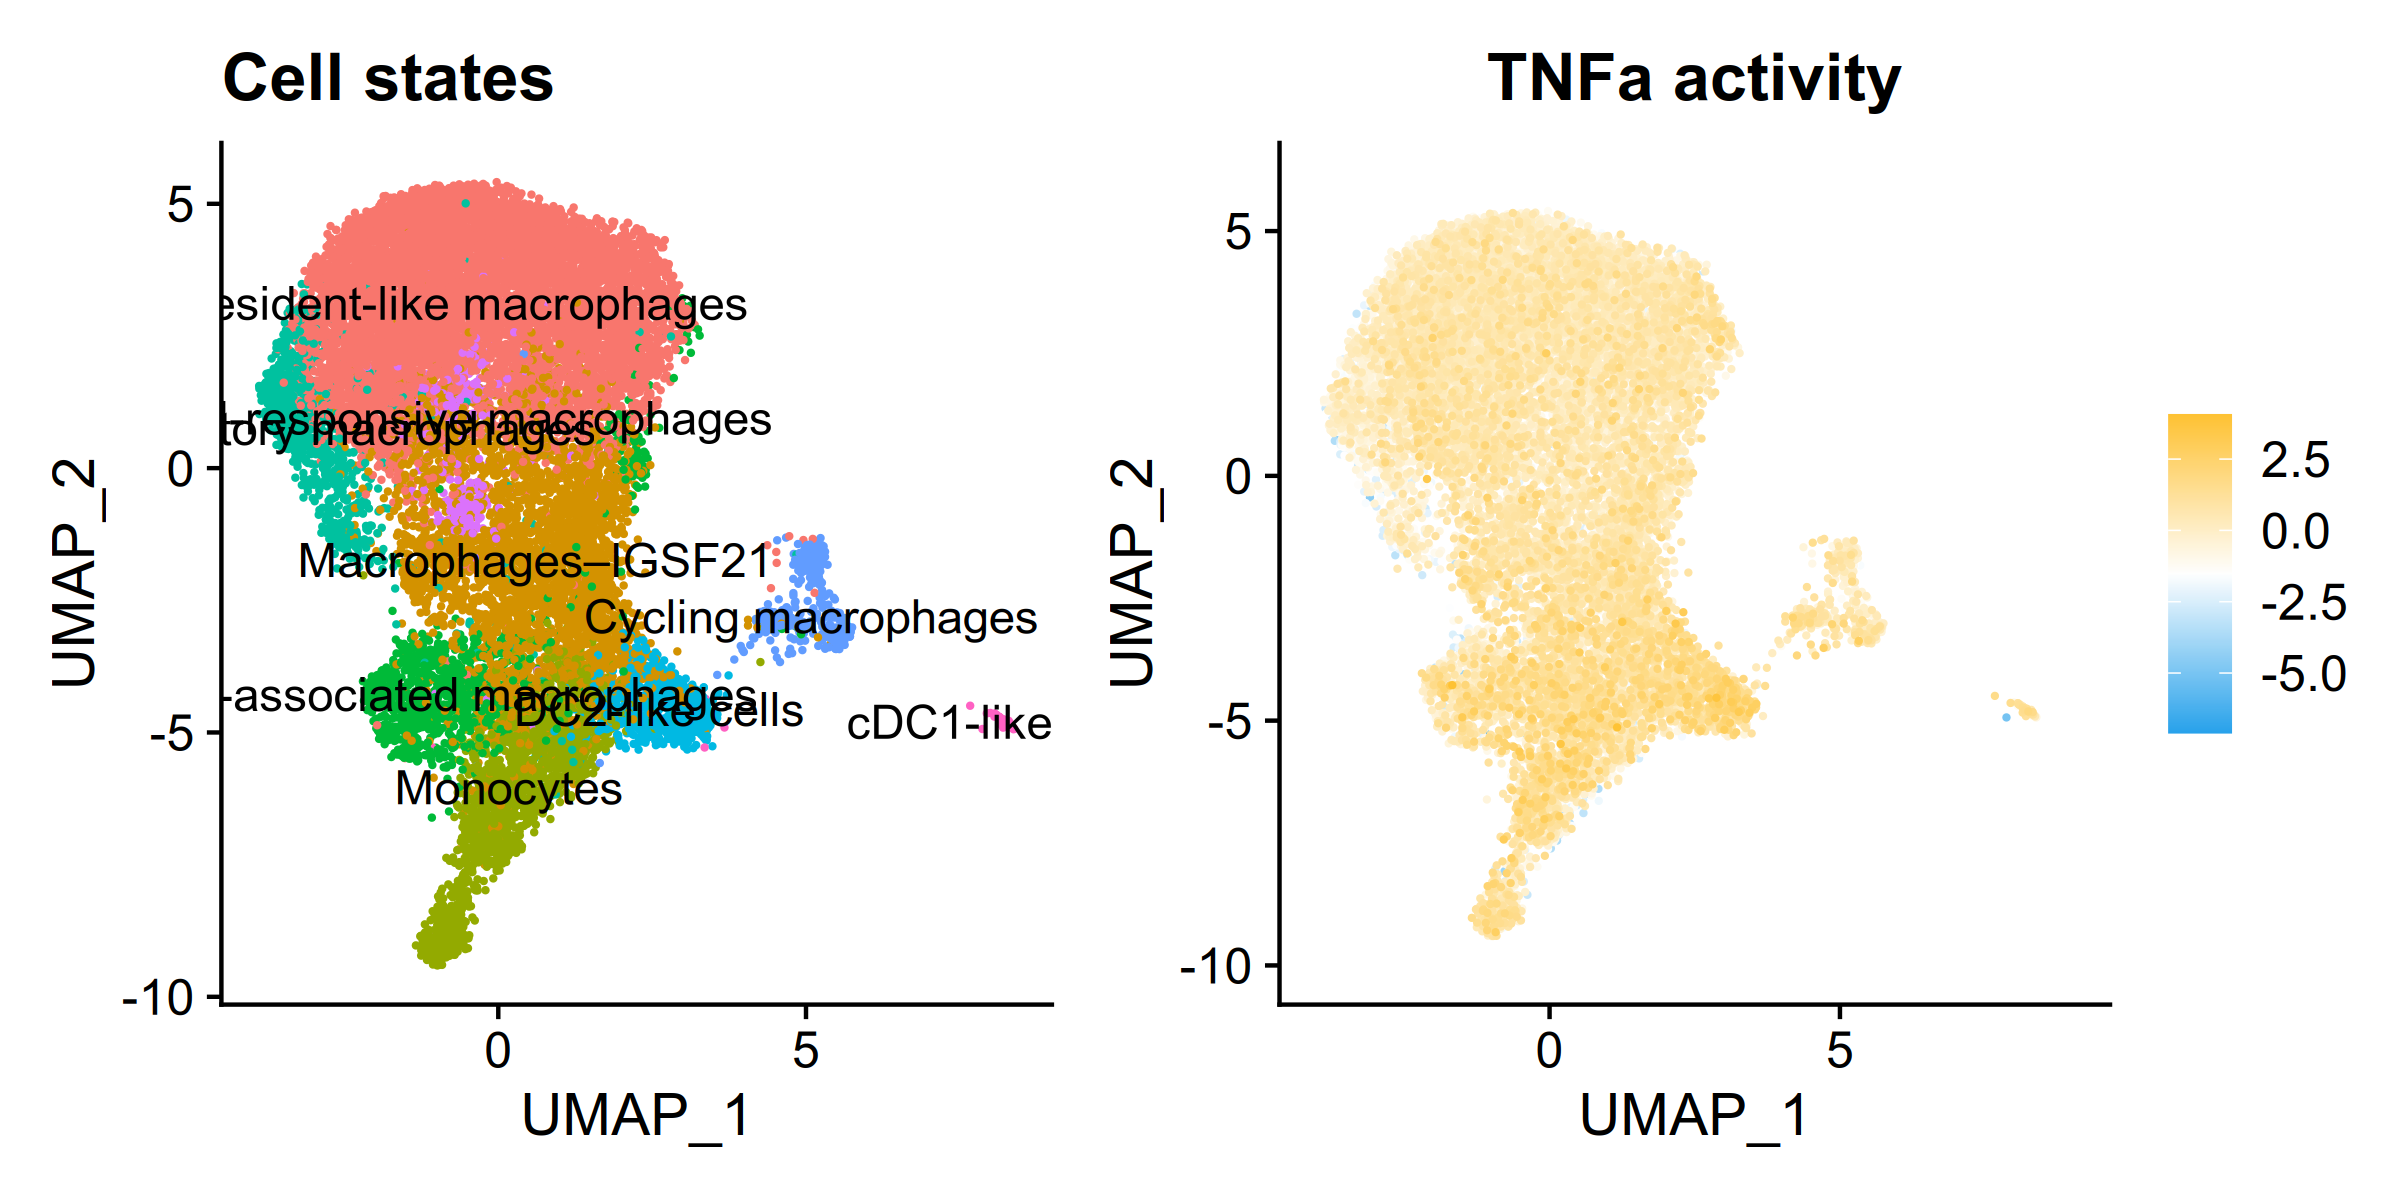 Cell states
TNFa activity
5
0
-5
-10
0
5
UMAP_1
UMAP_2
esident-like macrophages
-responsive macrophages
tory macrophages
Macrophages–IGSF21
Cycling macrophages
-associated macrophages
DC2-like cells
cDC1-like
Monocytes
5
0
-5
-10
0
5
UMAP_1
UMAP_2
2.5
0.0
-2.5
-5.0